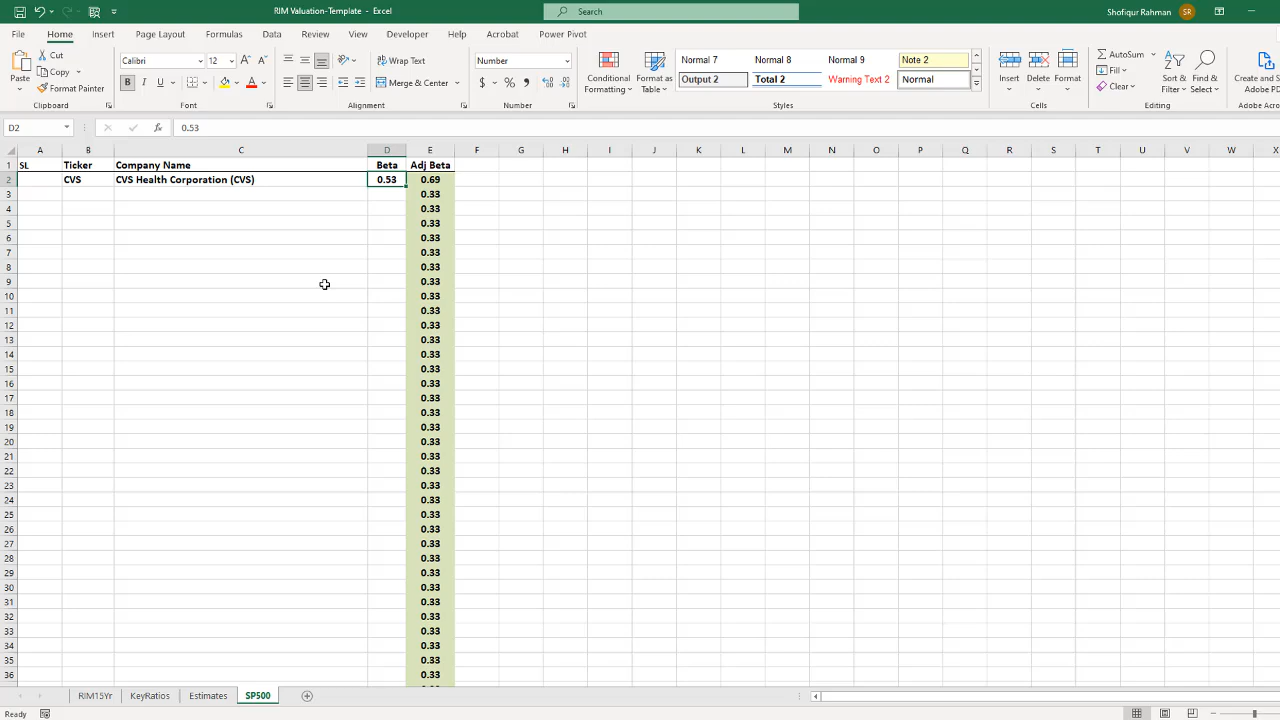 RIM Valuation-Template - Excel
Search
Shofiqur Rahman
SR
File Home Insert Page Layout Formulas Data Review View Developer Help Acrobat Power Pivot
Paste
Cut
Copy
Format Painter
Clipboard
Calibri 12
B I U
Font
Wrap Text
Merge & Center
Alignment
Number
$ % ,
Number
Conditional Formatting
Format as Table
Normal 7 Normal 8 Normal 9 Note 2
Output 2 Total 2 Warning Text 2 Normal
Styles
Insert Delete Format
Cells
AutoSum
Fill
Clear
Sort & Filter
Find & Select
Editing
Create and S
Adobe Acro
D2 fx 0.53
A B C D E F G H I J K L M N O P Q R S T U V W X
1 SL Ticker Company Name Beta Adj Beta
2 CVS CVS Health Corporation (CVS) 0.53 0.69
3 0.33
4 0.33
5 0.33
6 0.33
7 0.33
8 0.33
9 0.33
10 0.33
11 0.33
12 0.33
13 0.33
14 0.33
15 0.33
16 0.33
17 0.33
18 0.33
19 0.33
20 0.33
21 0.33
22 0.33
23 0.33
24 0.33
25 0.33
26 0.33
27 0.33
28 0.33
29 0.33
30 0.33
31 0.33
32 0.33
33 0.33
34 0.33
35 0.33
36 0.33
RIM15Yr KeyRatios Estimates SP500
Ready